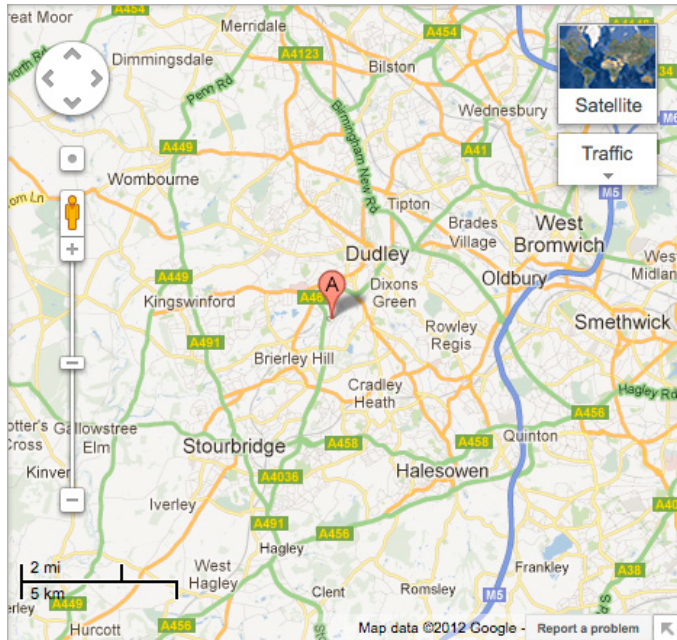 Great Moor
Merridale
A454
A454
A4123
Dimmingsdale
Bilston
Penn Rd
Birmingham New Rd
Wednesbury
Satellite
A449
A41
Traffic
M5
Wombourne
Tipton
Brades
Village
West
Bromwich
Dudley
A449
Dixons
Green
Oldbury
Kingswinford
A
Smethwick
Rowley
Regis
A491
Brierley Hill
Cradley
Heath
Hagley Rd
A456
Gallowstree
Elm
Quinton
Stourbridge
A458
A458
Kinver
Halesowen
A4036
Iverley
A491
A456
Hagley
2 mi
5 km
West
Hagley
Frankley
A38
Clent
Romsley
M5
A449
A456
Hurcott
Map data ©2012 Google -
Report a problem